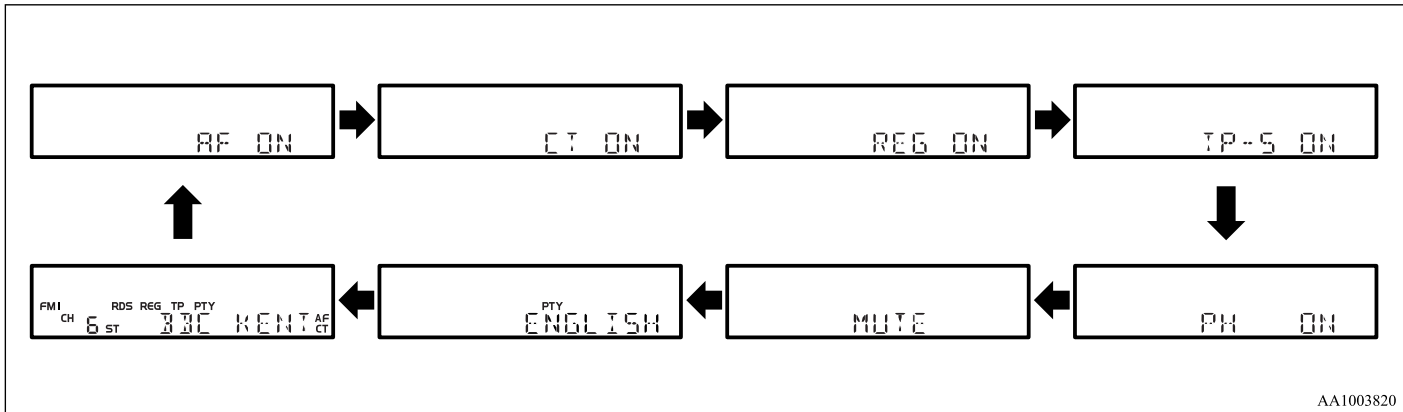 AF ON
CT ON
REG ON
TP-S ON
FM1 RDS REG TP PTY
CH 6 ST BBC KENT AF CT
PTY
ENGLISH
MUTE
PH ON
AA1003820